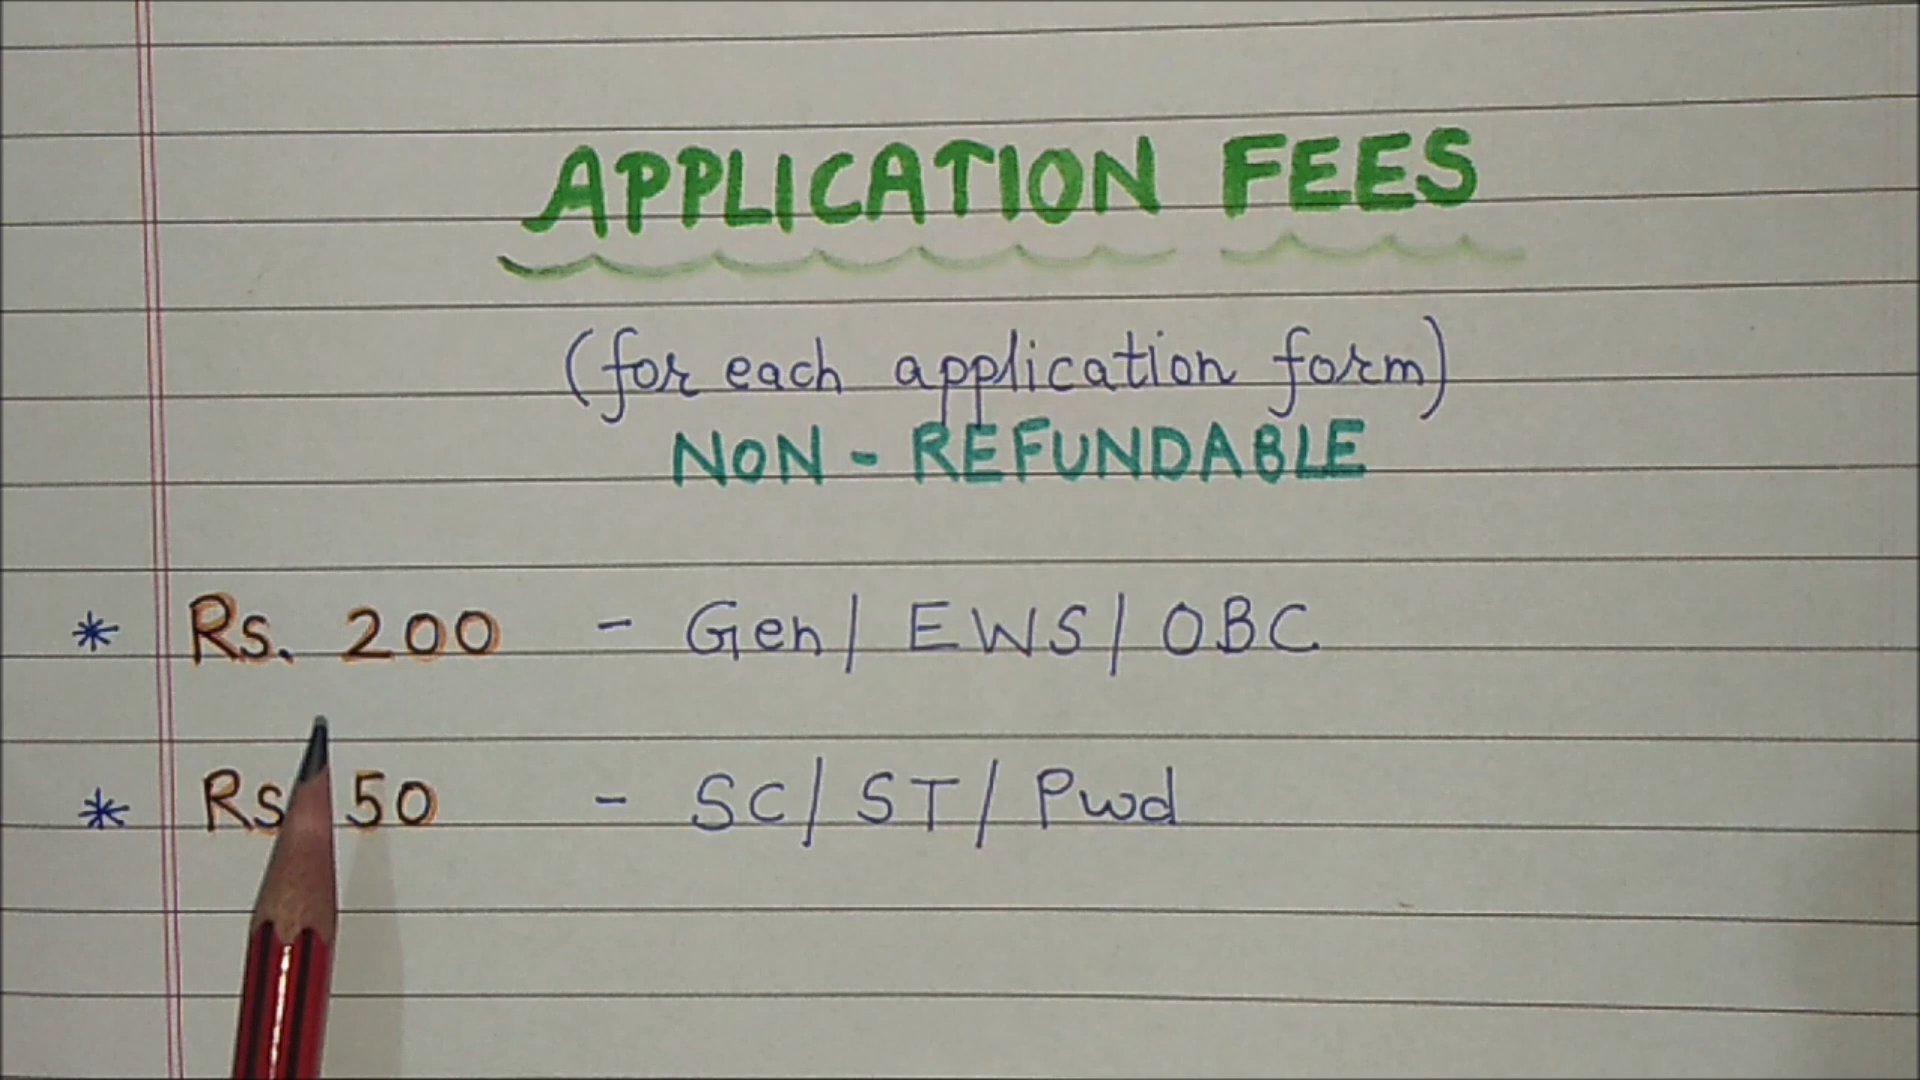 APPLICATION FEES
(for each application form)
NON - REFUNDABLE
* Rs. 200 - Gen/ EWS/ OBC
* Rs 50 - SC/ ST/ Pwd